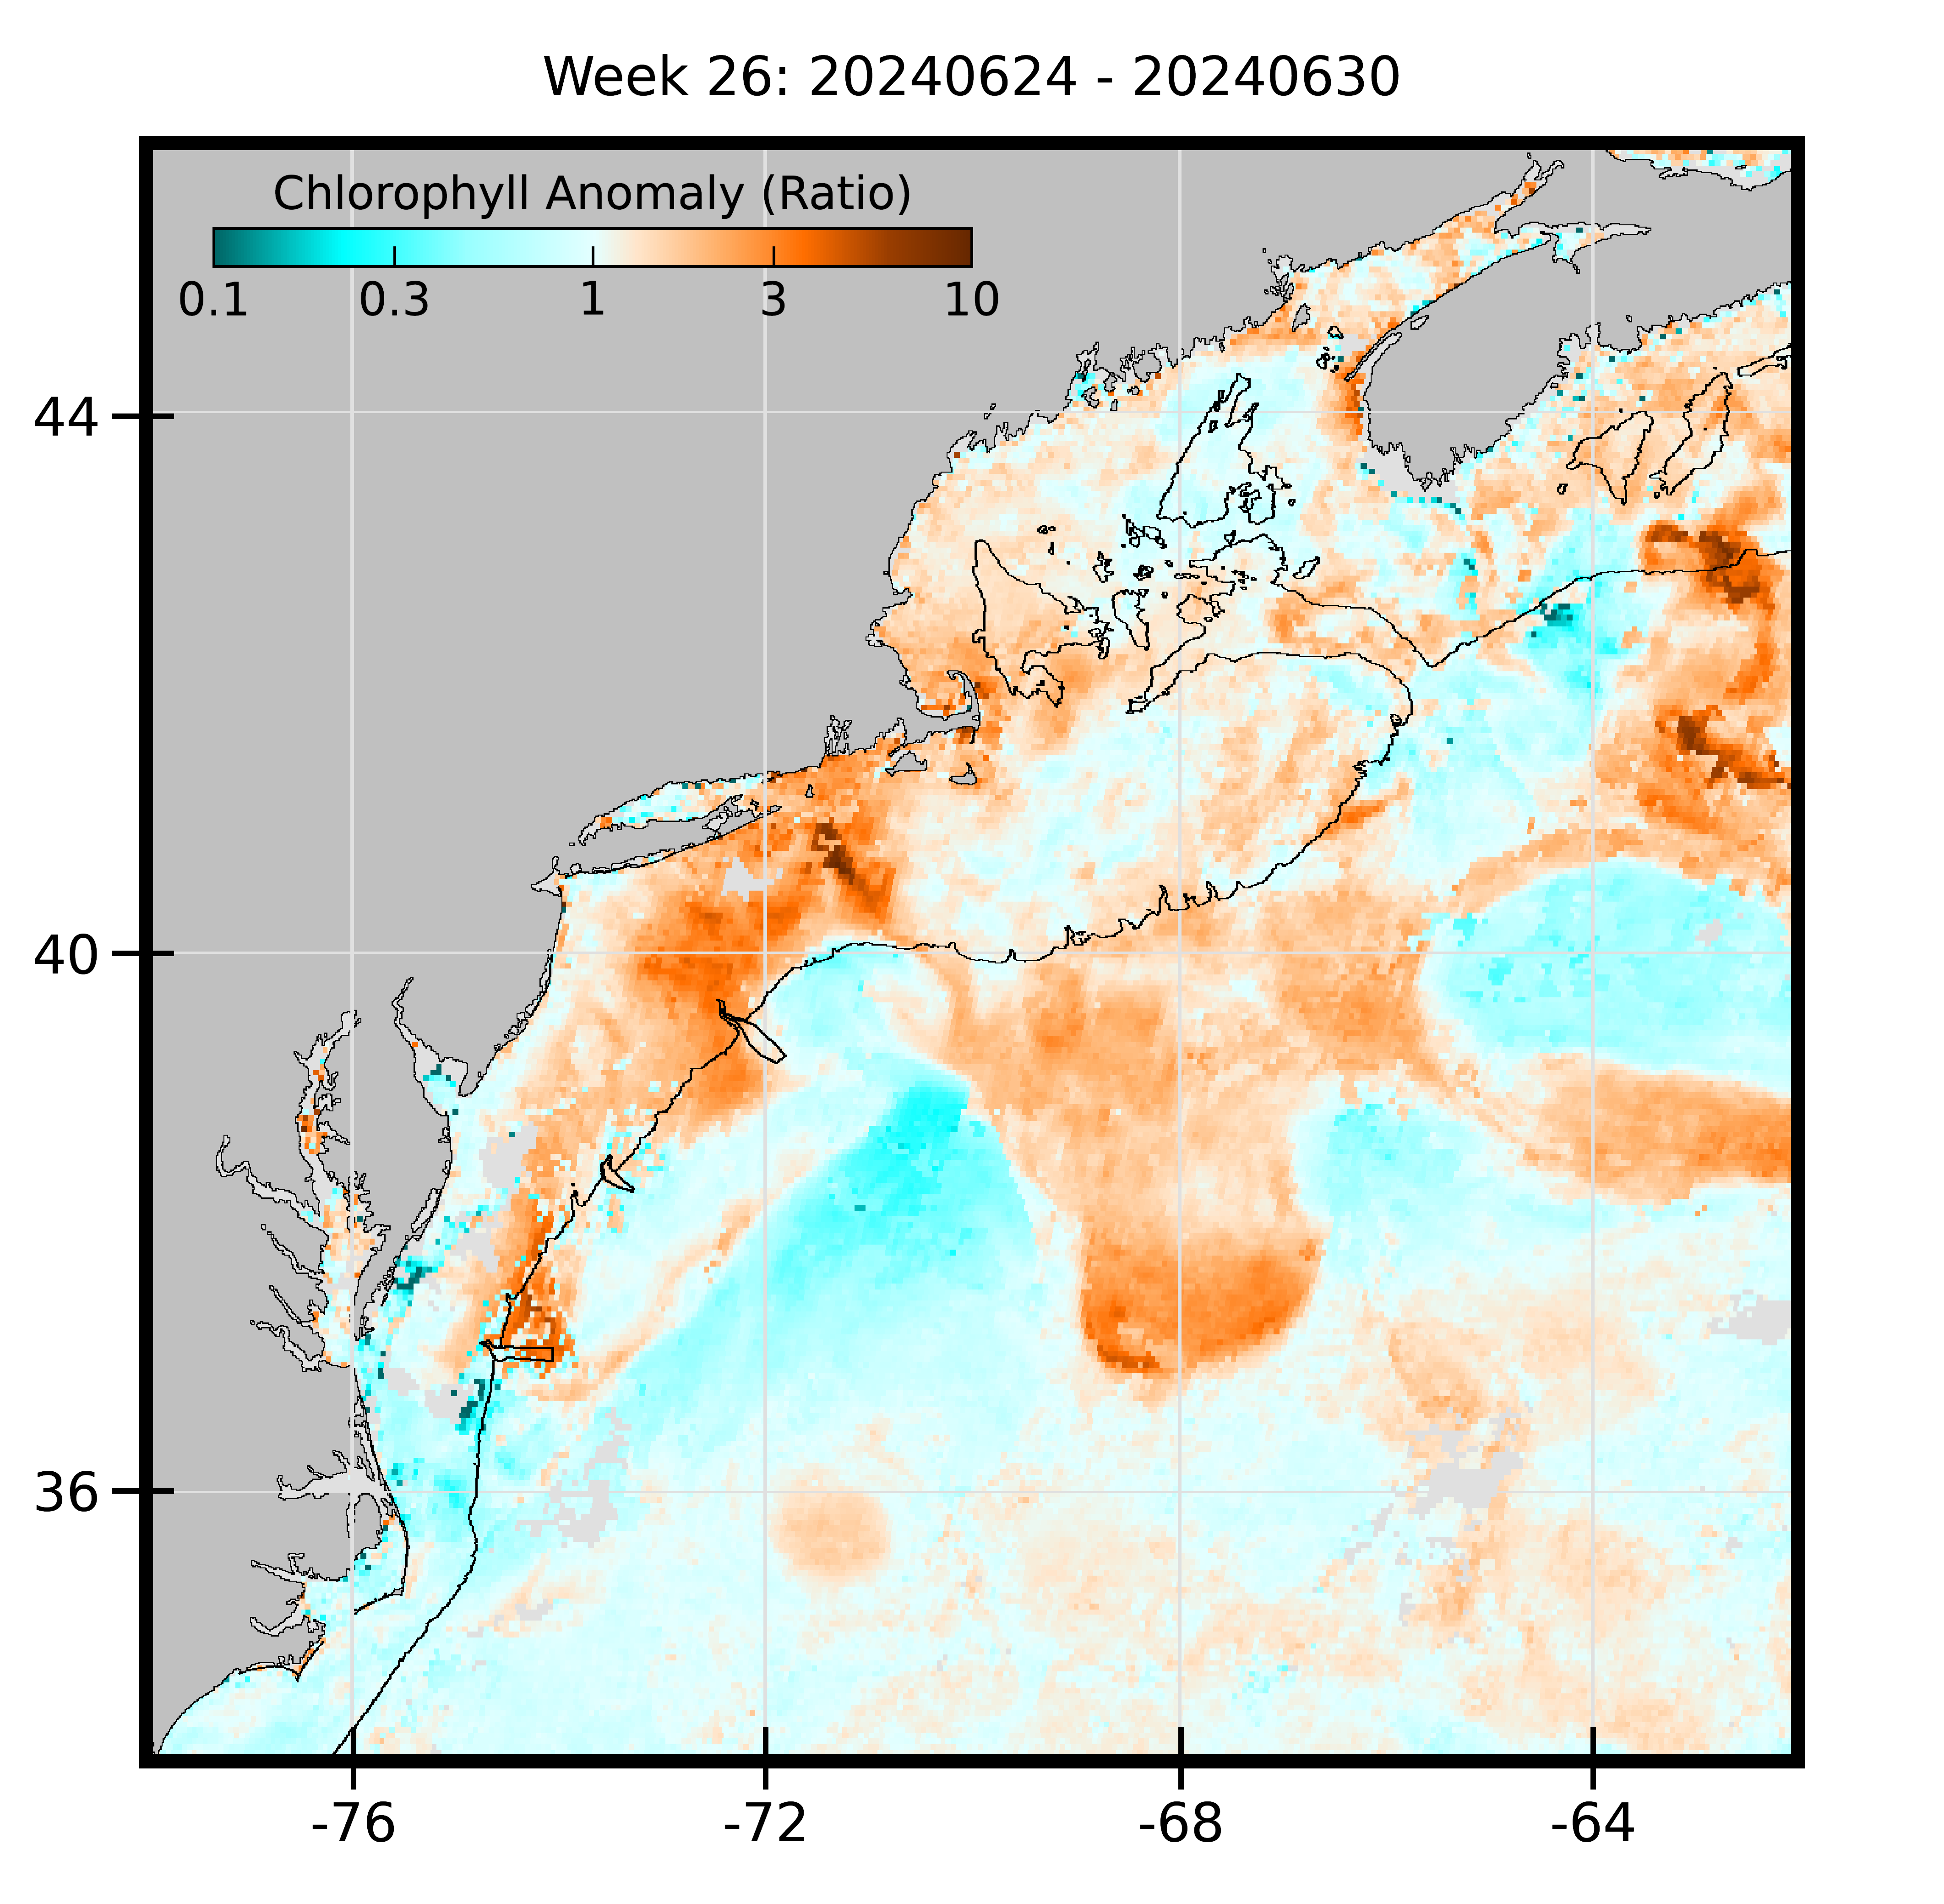 Week 26: 20240624 - 20240630
Chlorophyll Anomaly (Ratio)
0.1 0.3 1 3 10
44
40
36
-76 -72 -68 -64